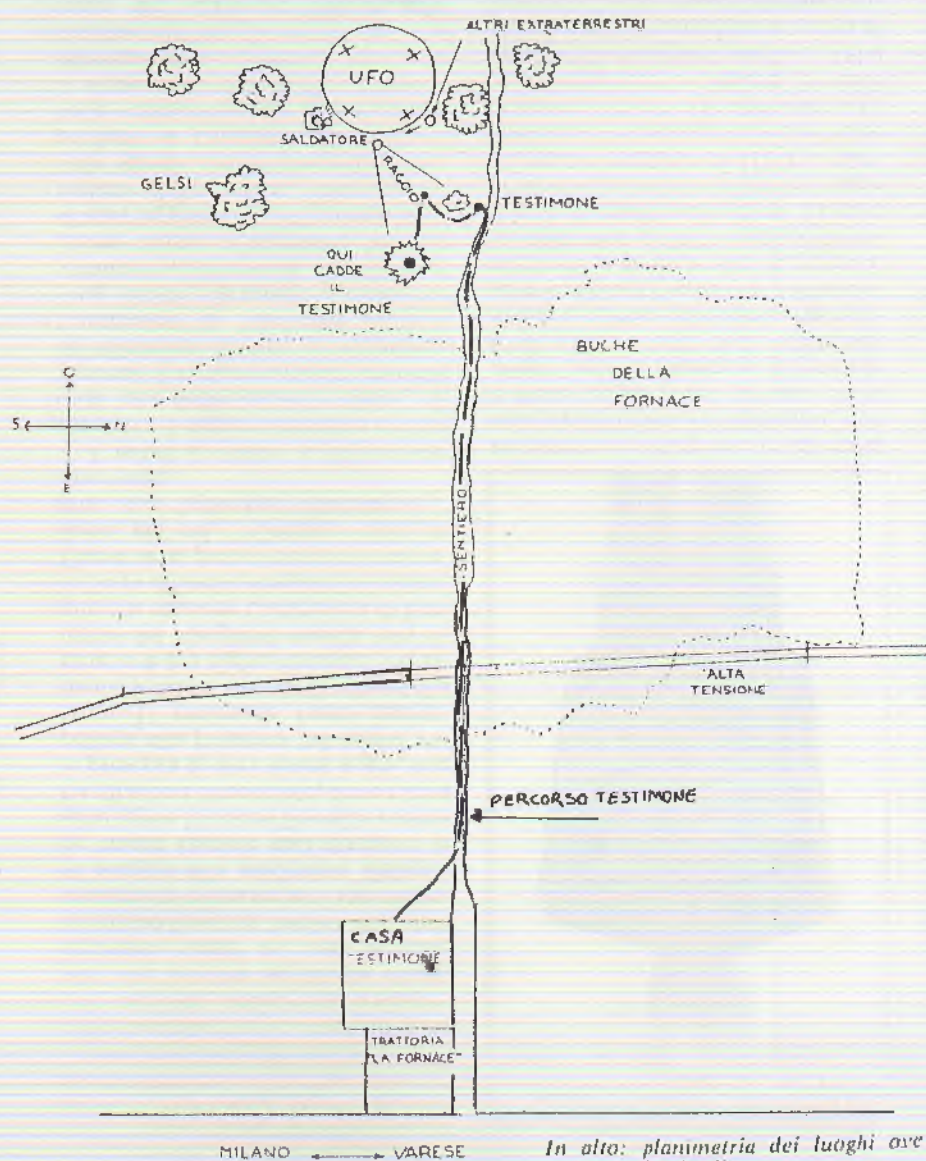 ALTRI EXTRATERRESTRI
UFO
SALDATORE
RAGGIO
GELSI
TESTIMONE
QUI
CADDE
IL
TESTIMONE
BUCHE
DELLA
FORNACE
O
S N
E
SENTIERO
ALTA
TENSIONE
PERCORSO TESTIMONE
CASA
TESTIMONE
TRATTORIA
"LA FORNACE"
MILANO VARESE
In alto: planimetria dei luoghi ove